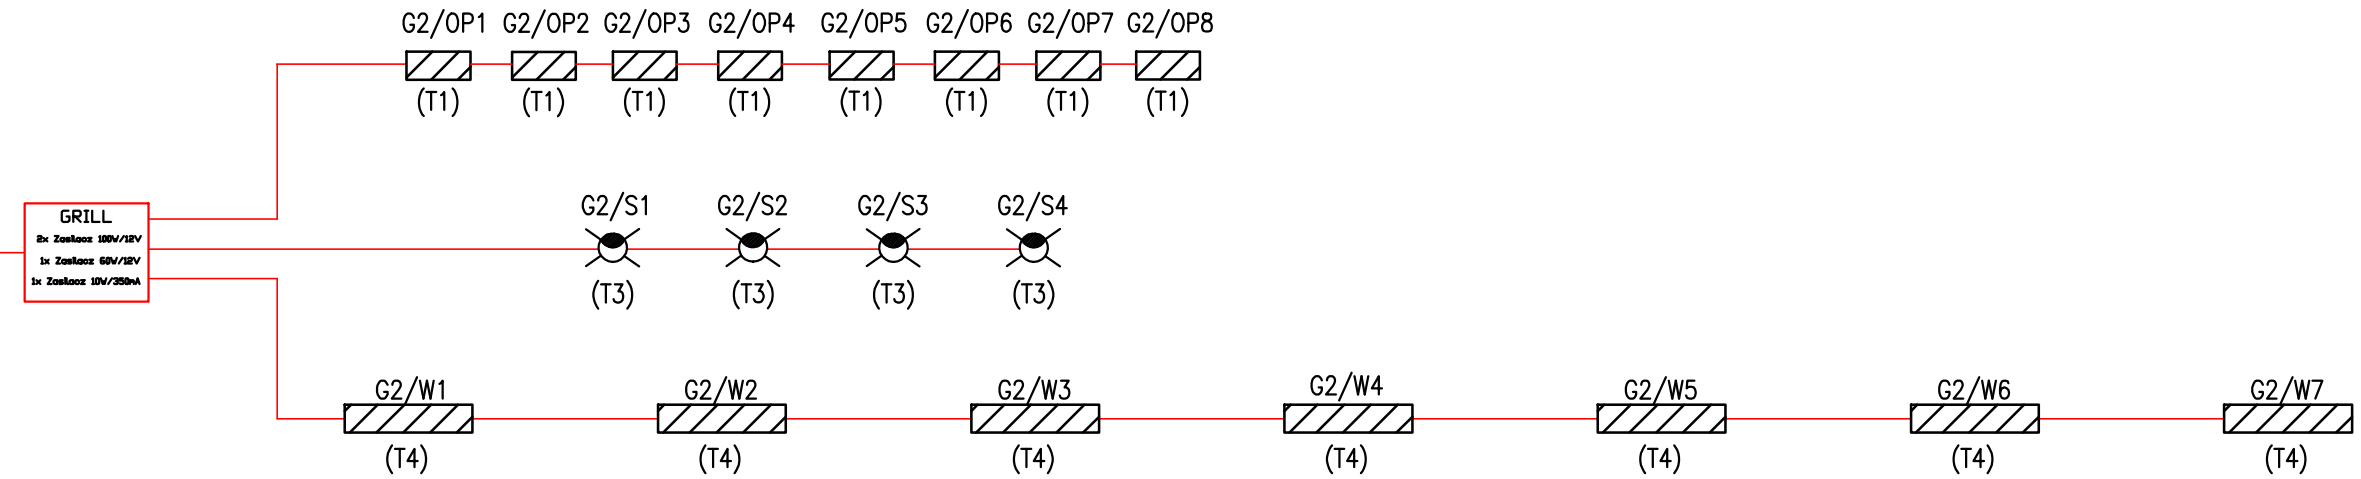 G2/OP1 G2/OP2 G2/OP3 G2/OP4 G2/OP5 G2/OP6 G2/OP7 G2/OP8
(T1) (T1) (T1) (T1) (T1) (T1) (T1) (T1)
GRILL
2x Zasilacz 100W/12V
1x Zasilacz 60W/12V
1x Zasilacz 10W/350mA
G2/S1 G2/S2 G2/S3 G2/S4
(T3) (T3) (T3) (T3)
G2/W1 G2/W2 G2/W3 G2/W4 G2/W5 G2/W6 G2/W7
(T4) (T4) (T4) (T4) (T4) (T4) (T4)